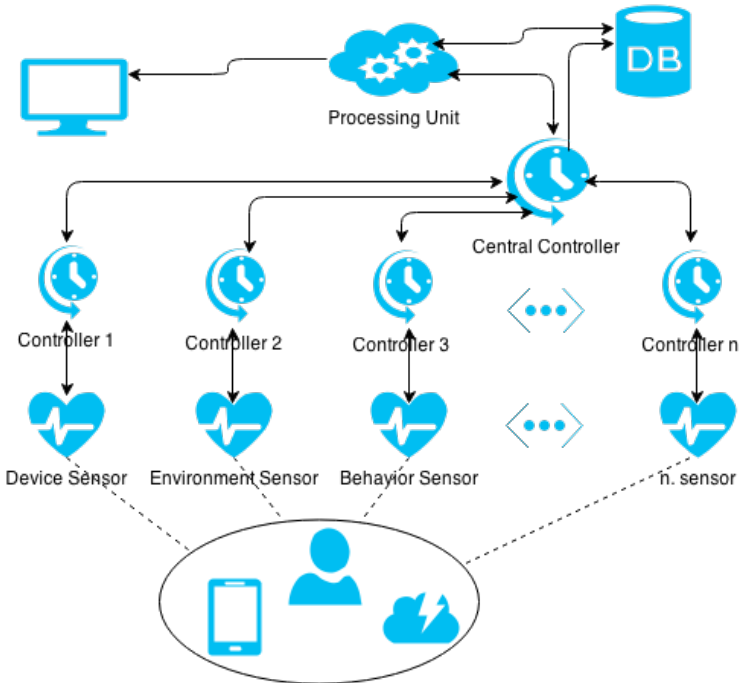 DB
Processing Unit
Central Controller
Controller 1
Controller 2
Controller 3
Controller n
Device Sensor
Environment Sensor
Behavior Sensor
n. sensor